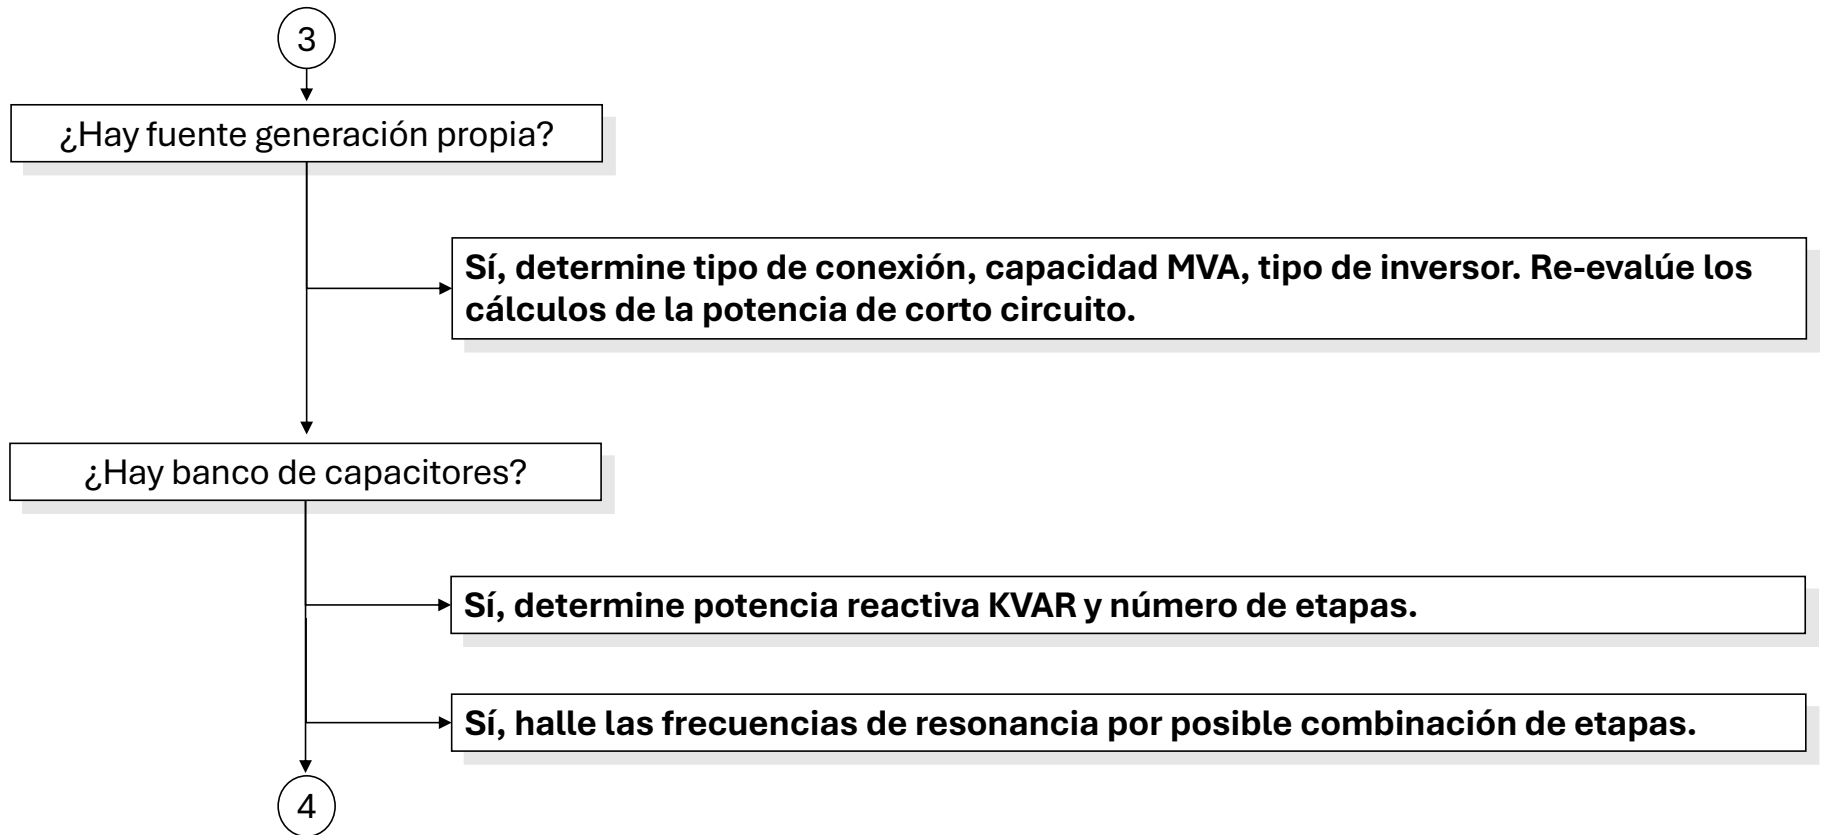 3
¿Hay fuente generación propia?
Sí, determine tipo de conexión, capacidad MVA, tipo de inversor. Re-evalúe los
cálculos de la potencia de corto circuito.
¿Hay banco de capacitores?
Sí, determine potencia reactiva KVAR y número de etapas.
Sí, halle las frecuencias de resonancia por posible combinación de etapas.
4